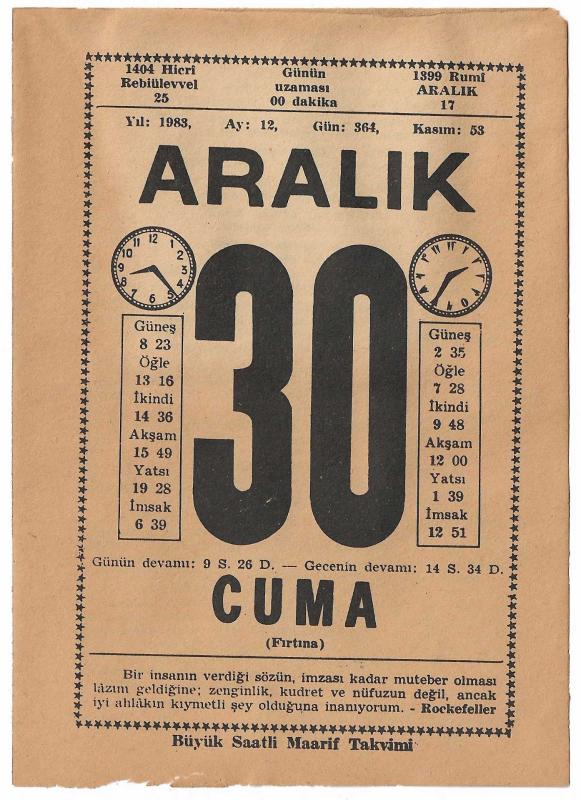 1404 Hicrî Günün 1399 Rumî
Rebiülevvel uzaması ARALIK
25 00 dakika 17
Yıl: 1983, Ay: 12, Gün: 364, Kasım: 53
ARALIK
30
Güneş
8 23
Öğle
13 16
İkindi
14 36
Akşam
15 49
Yatsı
19 28
İmsak
6 39
Güneş
2 35
Öğle
7 28
İkindi
9 48
Akşam
12 00
Yatsı
1 39
İmsak
12 51
Günün devamı: 9 S. 26 D. — Gecenin devamı: 14 S. 34 D.
CUMA
(Fırtına)
Bir insanın verdiği sözün, imzası kadar muteber olması
lâzım geldiğine; zenginlik, kudret ve nüfuzun değil, ancak
iyi ahlâkın kıymetli şey olduğuna inanıyorum. - Rockefeller
Büyük Saatli Maarif Takvimi